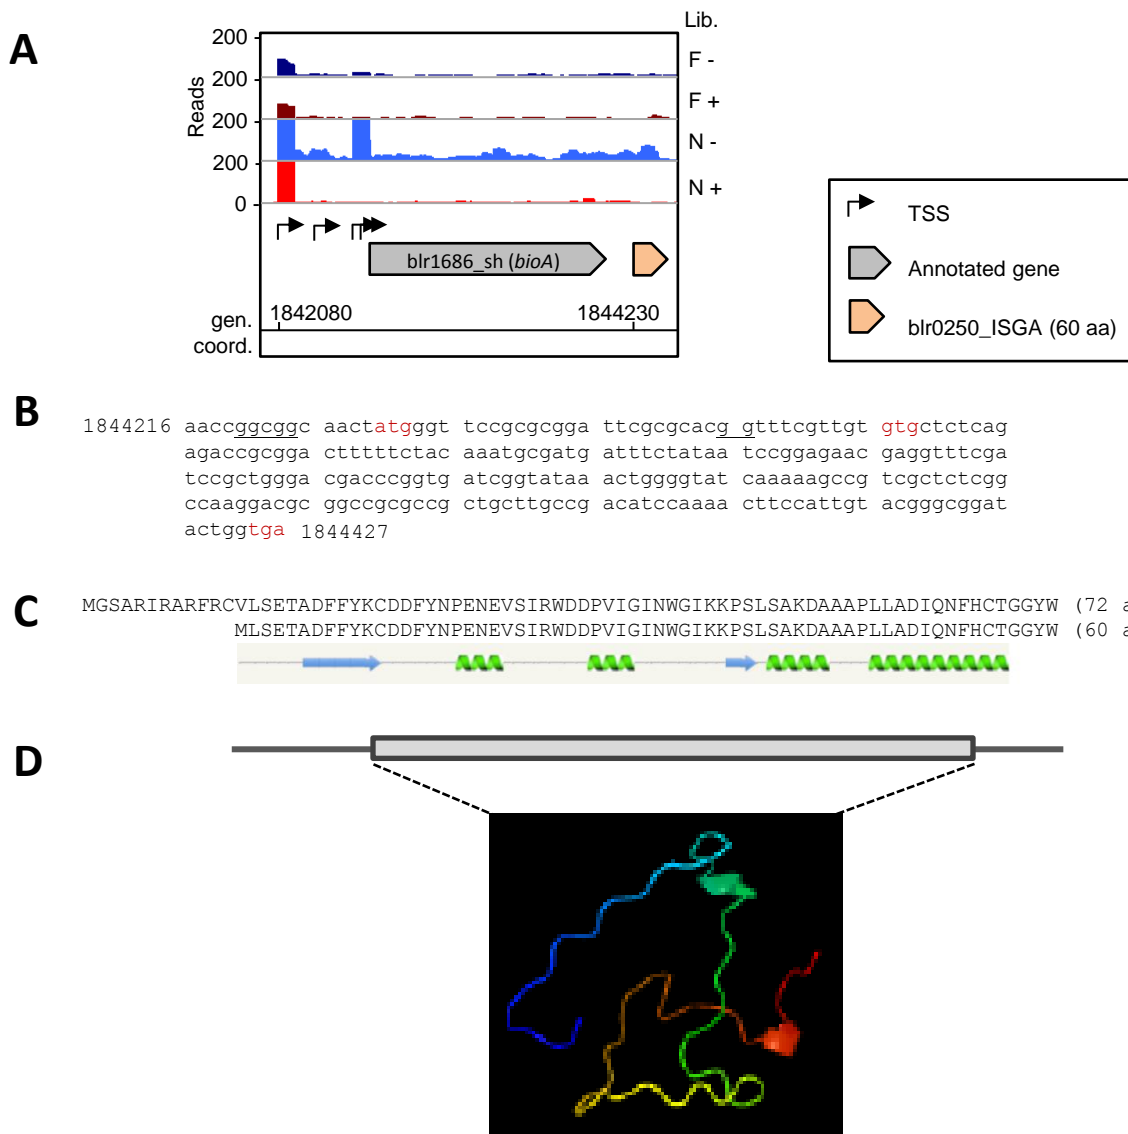 A
Lib.
200
F -
200
F +
Reads
200
N -
200
N +
0
blr1686_sh (bioA)
1842080 1844230
gen.
coord.
TSS
Annotated gene
blr0250_ISGA (60 aa)
B
1844216 aaccggcggc aactatgggt tccgcgcgga ttcgcgcacg gtttcgttgt gtgctctcag
agaccgcgga ctttttctac aaatgcgatg atttctataa tccggagaac gaggtttcga
tccgctggga cgacccggtg atcggtataa actggggtat caaaaagccg tcgctctcgg
ccaaggacgc ggccgcgccg ctgcttgccg acatccaaaa cttccattgt acgggcggat
actggtga 1844427
C
MGSARIRARFRCVLSETADFFYKCDDFYNPENEVSIRWDDPVIGINWGIKKPSLSAKDAAAPLLADIQNFHCTGGYW (72 a
MLSETADFFYKCDDFYNPENEVSIRWDDPVIGINWGIKKPSLSAKDAAAPLLADIQNFHCTGGYW (60 a
D